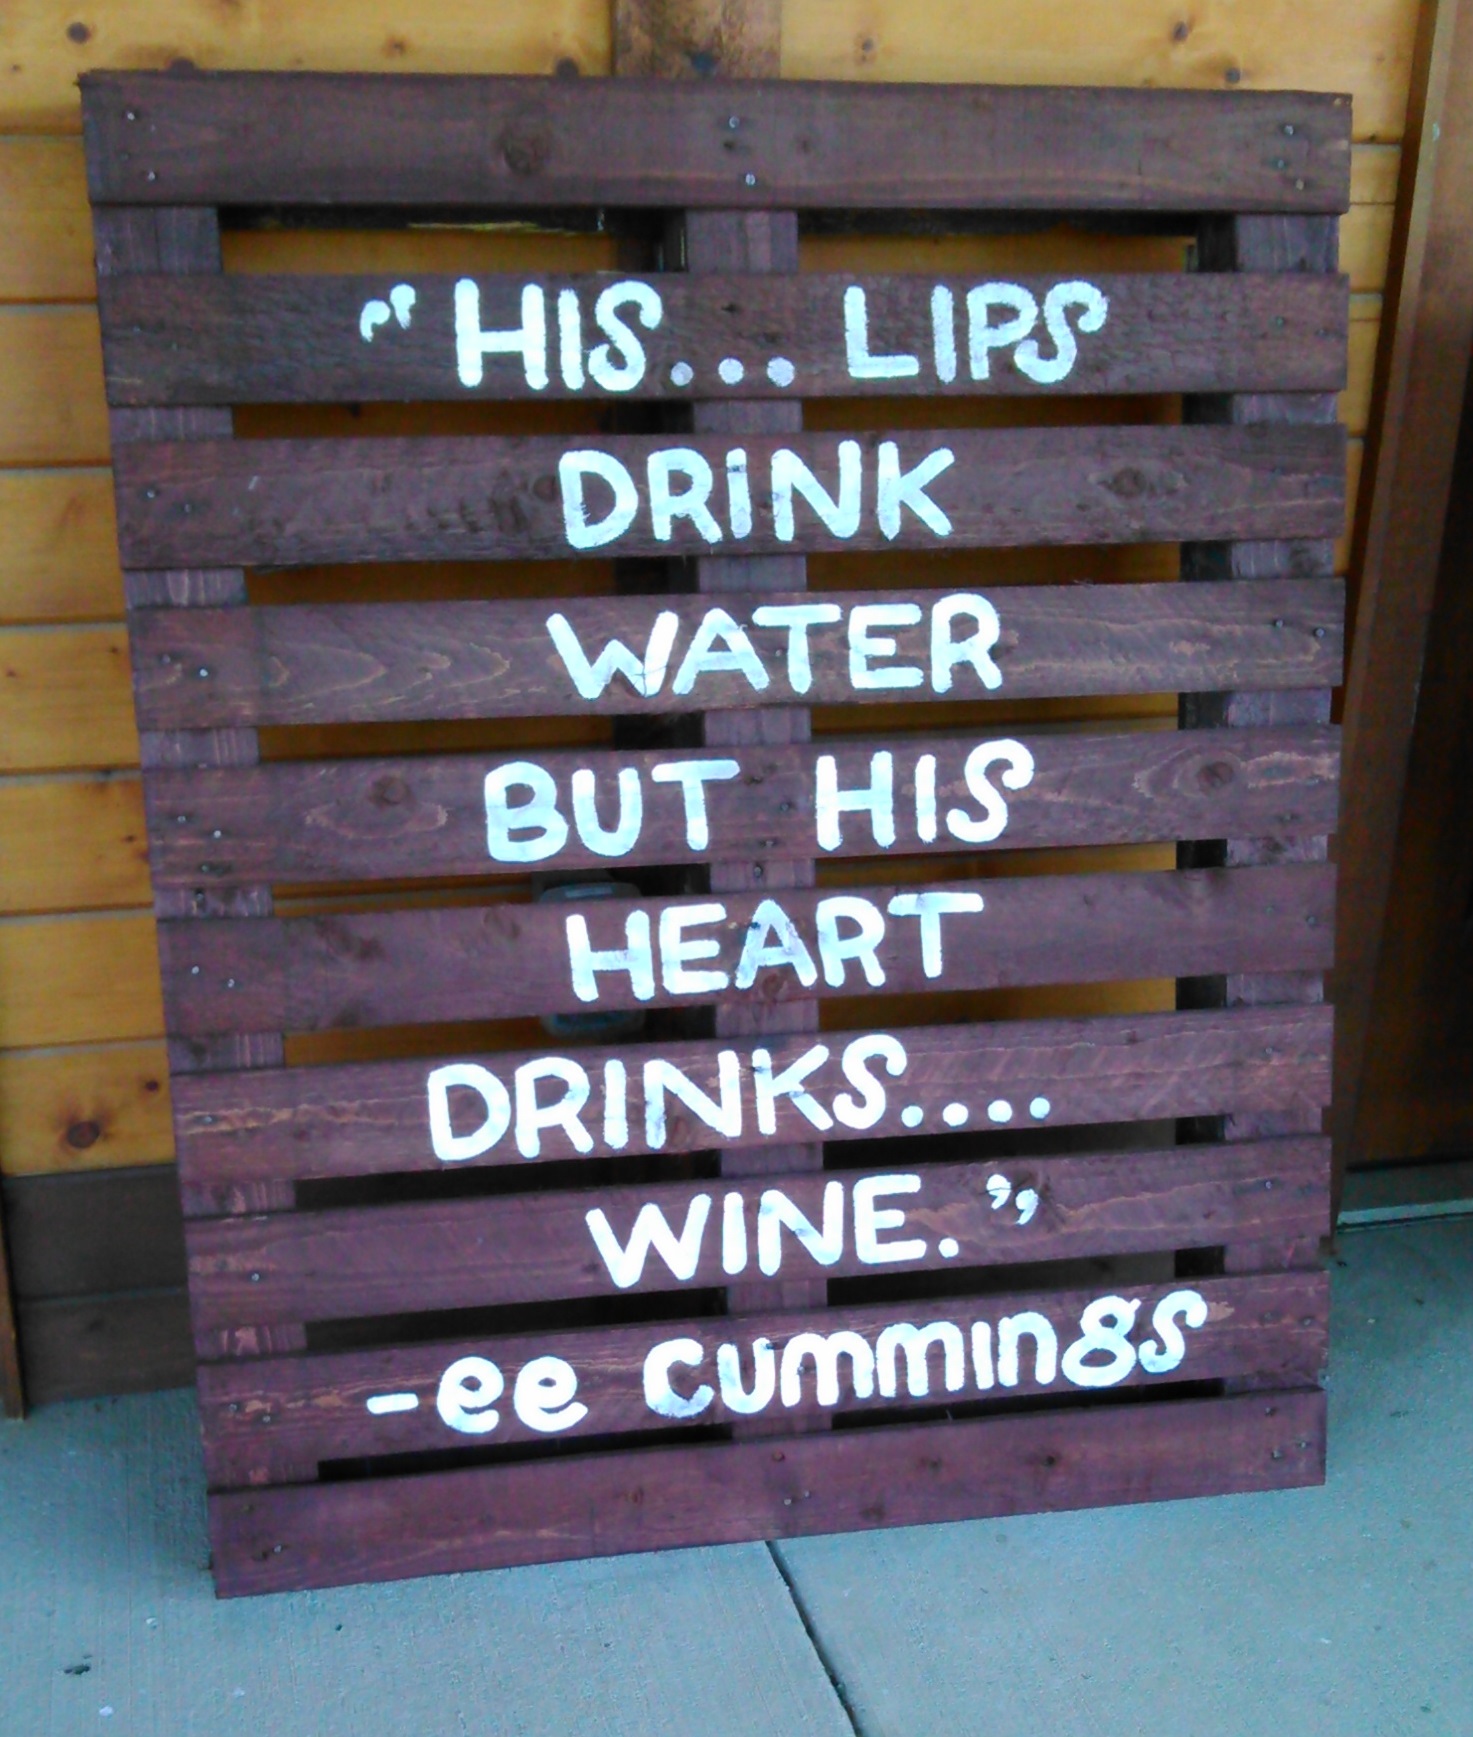 “HIS... LIPS
DRINK
WATER
BUT HIS
HEART
DRINKS....
WINE.”
-ee cummings